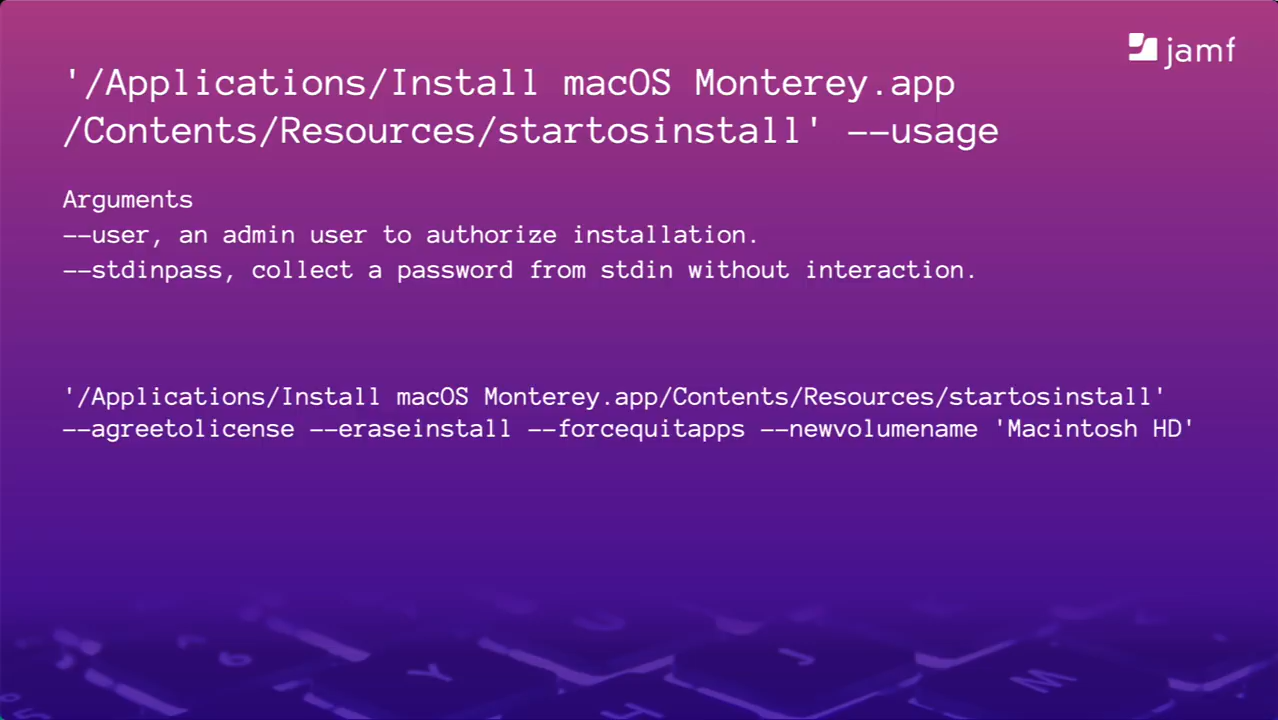 jamf
'/Applications/Install macOS Monterey.app
/Contents/Resources/startosinstall' --usage
Arguments
--user, an admin user to authorize installation.
--stdinpass, collect a password from stdin without interaction.
'/Applications/Install macOS Monterey.app/Contents/Resources/startosinstall'
--agreetolicense --eraseinstall --forcequitapps --newvolumename 'Macintosh HD'
9
Y
J
M